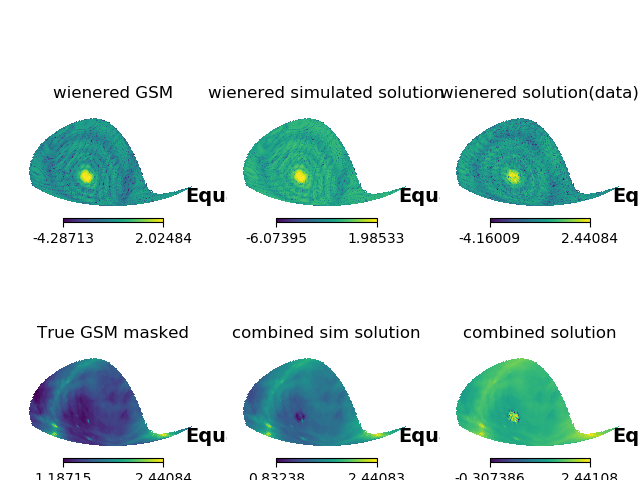 wienered GSM
wienered simulated solution
wienered solution(data)
Equ
Equ
Eq
-4.28713 2.02484
-6.07395 1.98533
-4.16009 2.44084
True GSM masked
combined sim solution
combined solution
Equ
Equ
Eq
1.18715 2.44084
0.83238 2.44083
-0.307386 2.44108